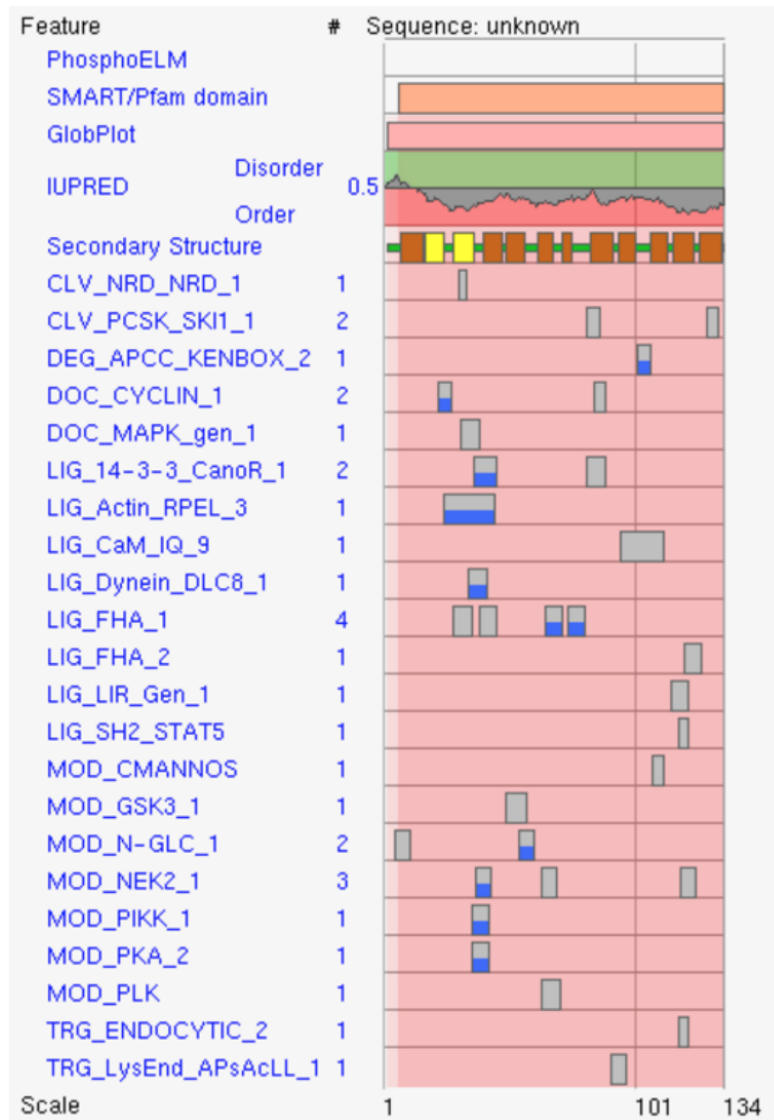 Feature # Sequence: unknown
PhosphoELM
SMART/Pfam domain
GlobPlot
Disorder
IUPRED 0.5
Order
Secondary Structure
CLV_NRD_NRD_1 1
CLV_PCSK_SKI1_1 2
DEG_APCC_KENBOX_2 1
DOC_CYCLIN_1 2
DOC_MAPK_gen_1 1
LIG_14-3-3_CanoR_1 2
LIG_Actin_RPEL_3 1
LIG_CaM_IQ_9 1
LIG_Dynein_DLC8_1 1
LIG_FHA_1 4
LIG_FHA_2 1
LIG_LIR_Gen_1 1
LIG_SH2_STAT5 1
MOD_CMANNOS 1
MOD_GSK3_1 1
MOD_N-GLC_1 2
MOD_NEK2_1 3
MOD_PIKK_1 1
MOD_PKA_2 1
MOD_PLK 1
TRG_ENDOCYTIC_2 1
TRG_LysEnd_APsAcLL_1 1
Scale 1 101 134